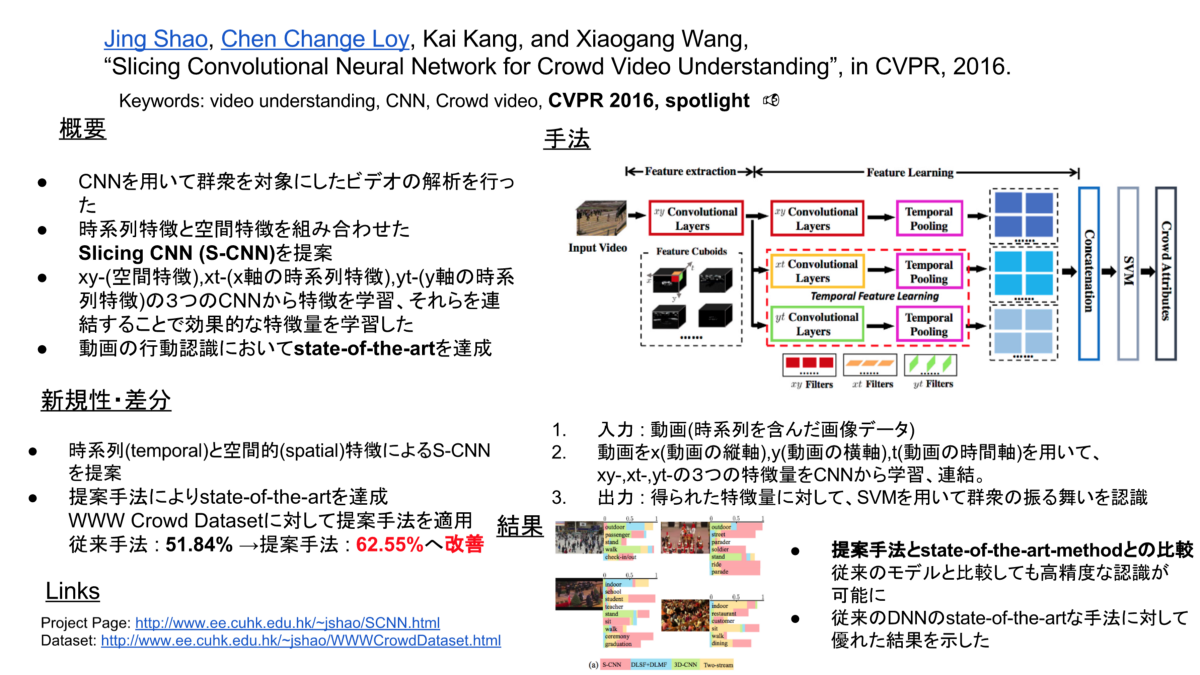 Jing Shao, Chen Change Loy, Kai Kang, and Xiaogang Wang,
“Slicing Convolutional Neural Network for Crowd Video Understanding”, in CVPR, 2016.
Keywords: video understanding, CNN, Crowd video, CVPR 2016, spotlight
概要
● CNNを用いて群衆を対象にしたビデオの解析を行っ
た
● 時系列特徴と空間特徴を組み合わせた
Slicing CNN (S-CNN)を提案
● xy-(空間特徴),xt-(x軸の時系列特徴),yt-(y軸の時系
列特徴)の3つのCNNから特徴を学習、それらを連
結することで効果的な特徴量を学習した
● 動画の行動認識においてstate-of-the-artを達成
新規性・差分
● 時系列(temporal)と空間的(spatial)特徴によるS-CNN
を提案
● 提案手法によりstate-of-the-artを達成
WWW Crowd Datasetに対して提案手法を適用
従来手法 : 51.84% →提案手法 : 62.55%へ改善
Links
Project Page: http://www.ee.cuhk.edu.hk/~jshao/SCNN.html
Dataset: http://www.ee.cuhk.edu.hk/~jshao/WWWCrowdDataset.html
手法
Feature extraction
Feature Learning
Input Video
xy Convolutional
Layers
xy Convolutional
Layers
Temporal
Pooling
Feature Cuboids
x
t
y
......
xt Convolutional
Layers
Temporal Feature Learning
yt Convolutional
Layers
Temporal
Pooling
Temporal
Pooling
......
......
......
Concatenation
SVM
Crowd Attributes
......
xy Filters
......
xt Filters
......
yt Filters
1. 入力 : 動画(時系列を含んだ画像データ)
2. 動画をx(動画の縦軸),y(動画の横軸),t(動画の時間軸)を用いて、
xy-,xt-,yt-の3つの特徴量をCNNから学習、連結。
3. 出力 : 得られた特徴量に対して、SVMを用いて群衆の振る舞いを認識
結果
0 0.5 1
outdoor
passenger
stand
walk
check-in/out
0 0.5 1
outdoor
street
parader
soldier
stand
ride
parade
0 0.5 1
indoor
school
student
teacher
stand
sit
walk
ceremony
graduation
0 0.5 1
indoor
restaurant
customer
sit
walk
dining
(a) S-CNN DLSF+DLMF 3D-CNN Two-stream
● 提案手法とstate-of-the-art-methodとの比較
従来のモデルと比較しても高精度な認識が
可能に
● 従来のDNNのstate-of-the-artな手法に対して
優れた結果を示した